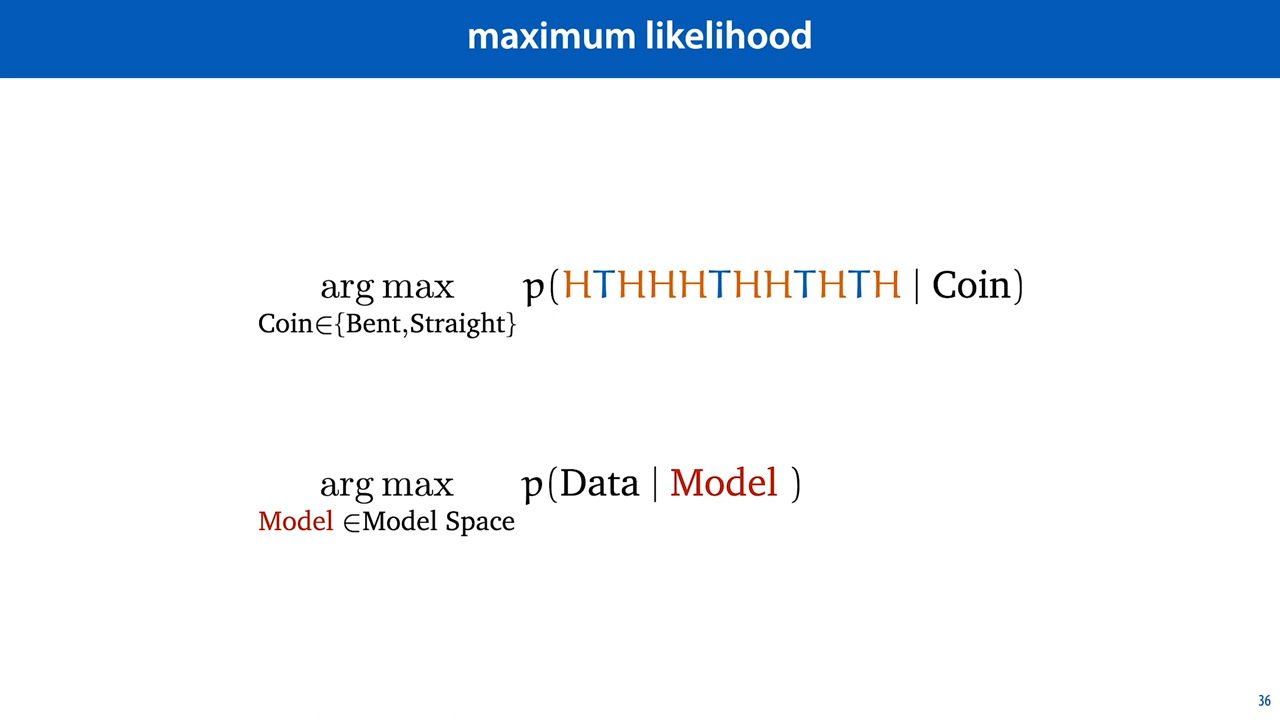 maximum likelihood
arg max p(HTHHHTHHTHTH | Coin)
Coin∈{Bent,Straight}
arg max p(Data | Model )
Model ∈Model Space
36